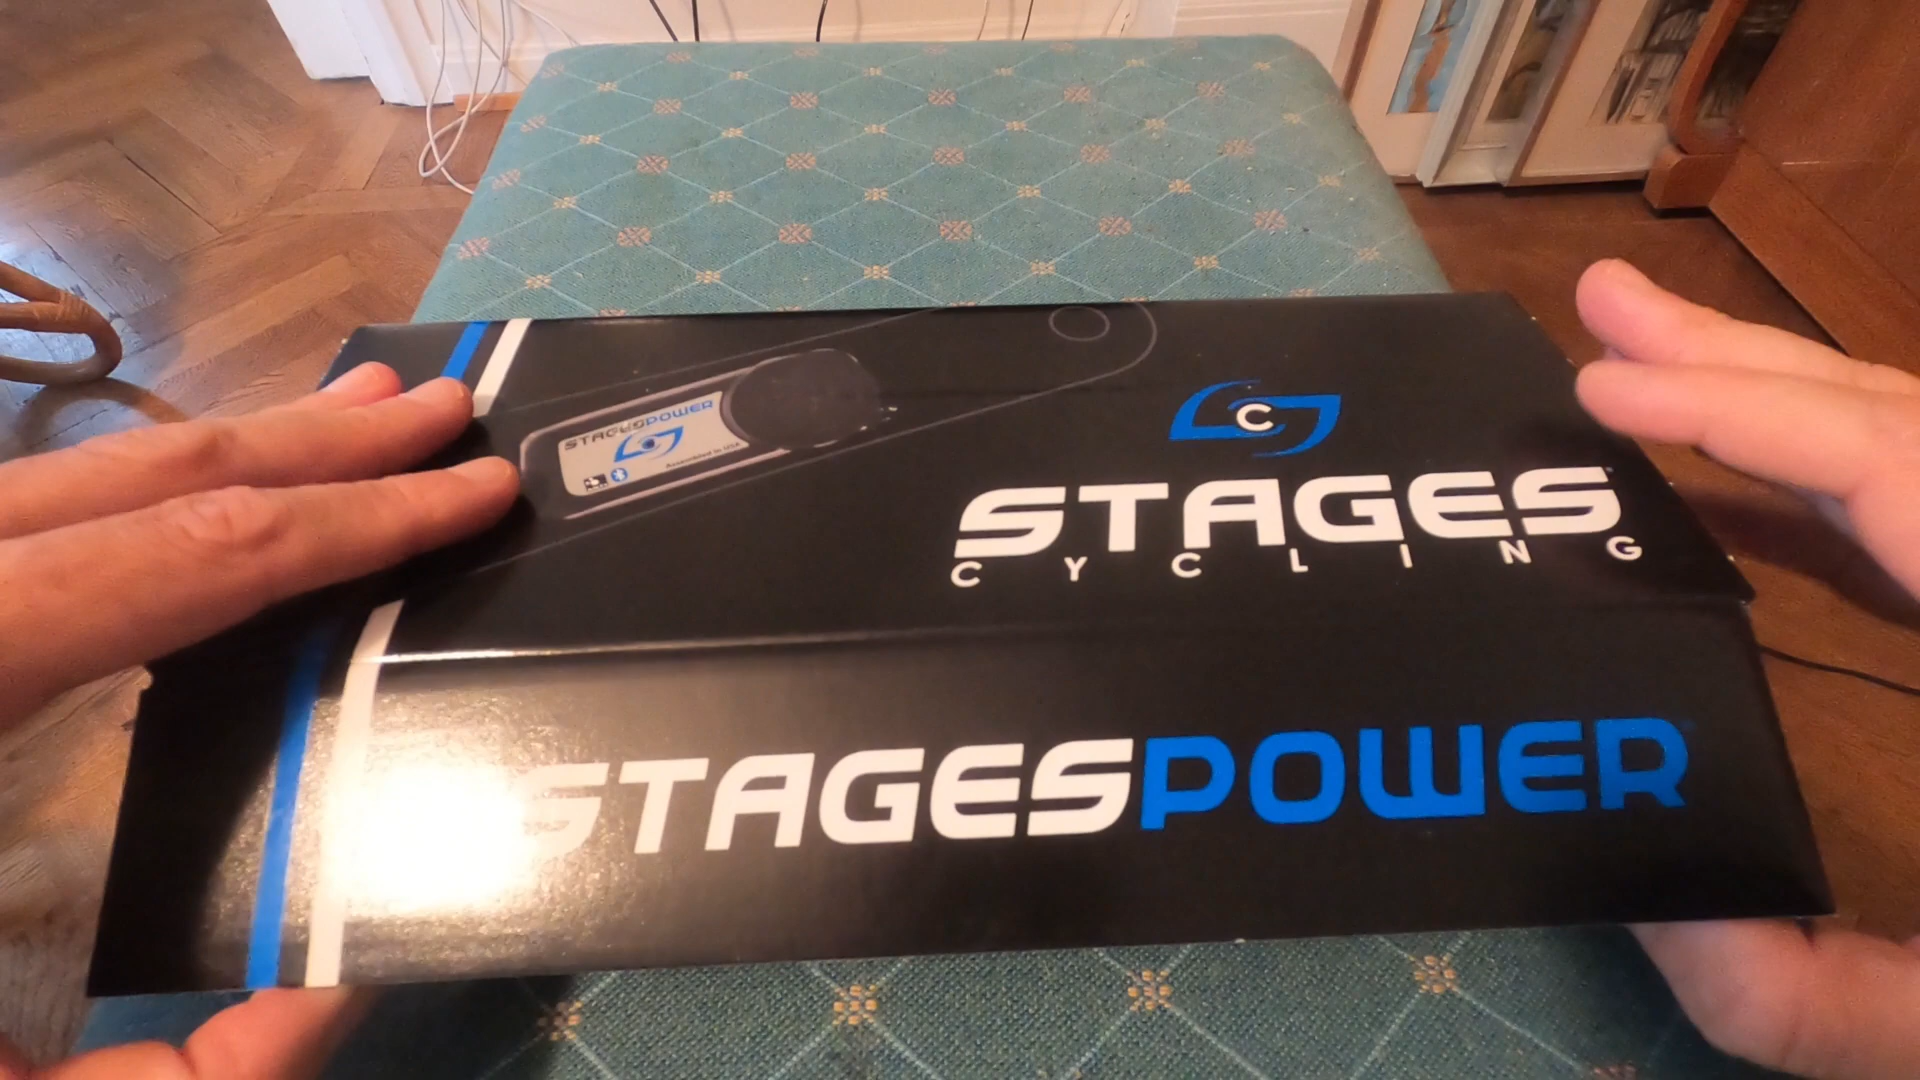 STAGESPOWER
Assembled in USA
C
STAGES
CYCLING
STAGESPOWER